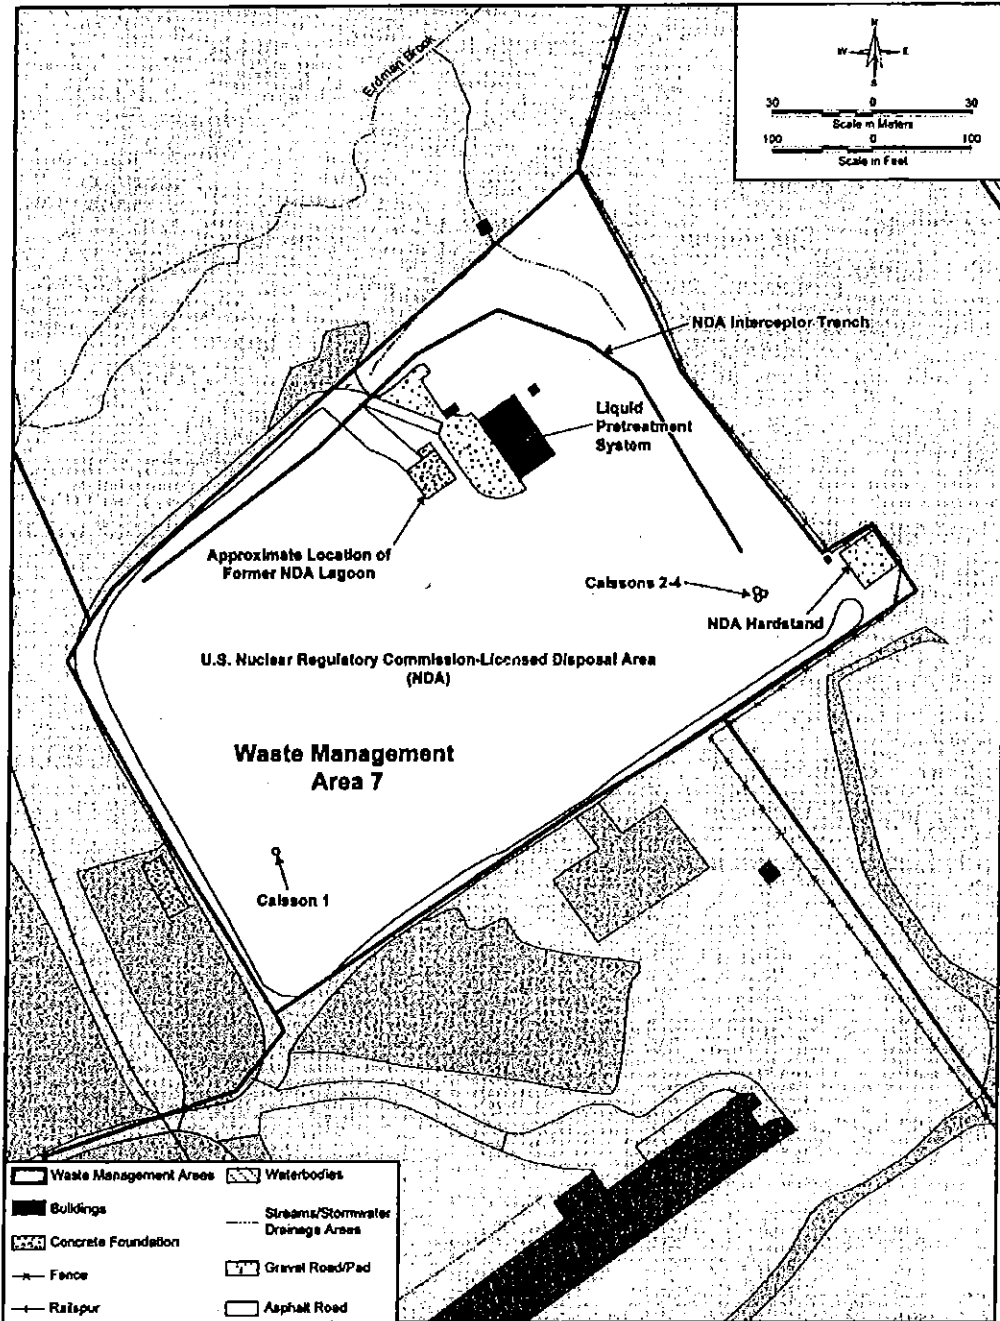 N
W
E
S
30 0 30
Scale in Meters
100 0 100
Scale in Feet
Erdman Brook
NDA Interceptor Trench
Liquid
Pretreatment
System
Approximate Location of
Former NDA Lagoon
Caissons 2-4
NDA Hardstand
U.S. Nuclear Regulatory Commission-Licensed Disposal Area
(NDA)
Waste Management
Area 7
Caisson 1
Waste Management Areas
Buildings
Concrete Foundation
Fence
Railspur
Waterbodies
Streams/Stormwater
Drainage Areas
Gravel Road/Pad
Asphalt Road